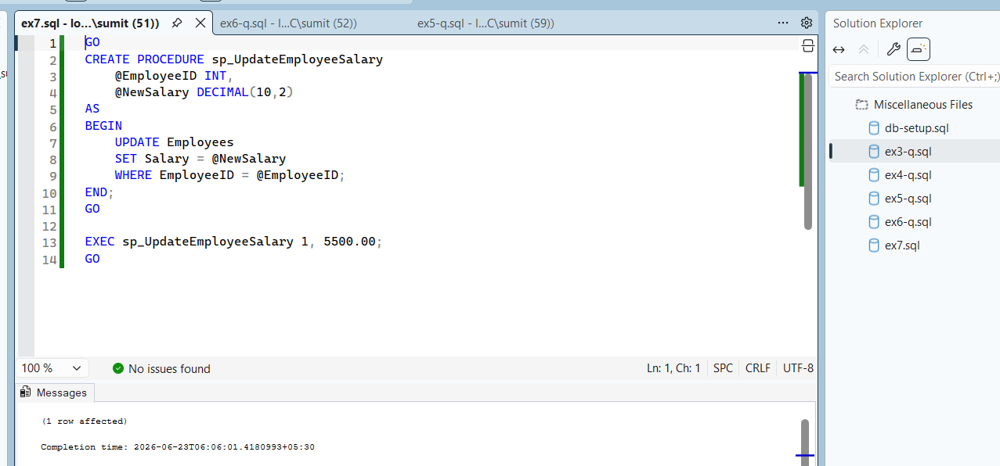 ex7.sql - lo...\sumit (51))
ex6-q.sql - l...C\sumit (52))
ex5-q.sql - l...C\sumit (59))
1 GO
2 CREATE PROCEDURE sp_UpdateEmployeeSalary
3     @EmployeeID INT,
4     @NewSalary DECIMAL(10,2)
5 AS
6 BEGIN
7     UPDATE Employees
8     SET Salary = @NewSalary
9     WHERE EmployeeID = @EmployeeID;
10 END;
11 GO
12
13 EXEC sp_UpdateEmployeeSalary 1, 5500.00;
14 GO
100 %
No issues found
Ln: 1, Ch: 1
SPC
CRLF
UTF-8
Messages
(1 row affected)
Completion time: 2026-06-23T06:06:01.4180993+05:30
Solution Explorer
Search Solution Explorer (Ctrl+;)
Miscellaneous Files
db-setup.sql
ex3-q.sql
ex4-q.sql
ex5-q.sql
ex6-q.sql
ex7.sql